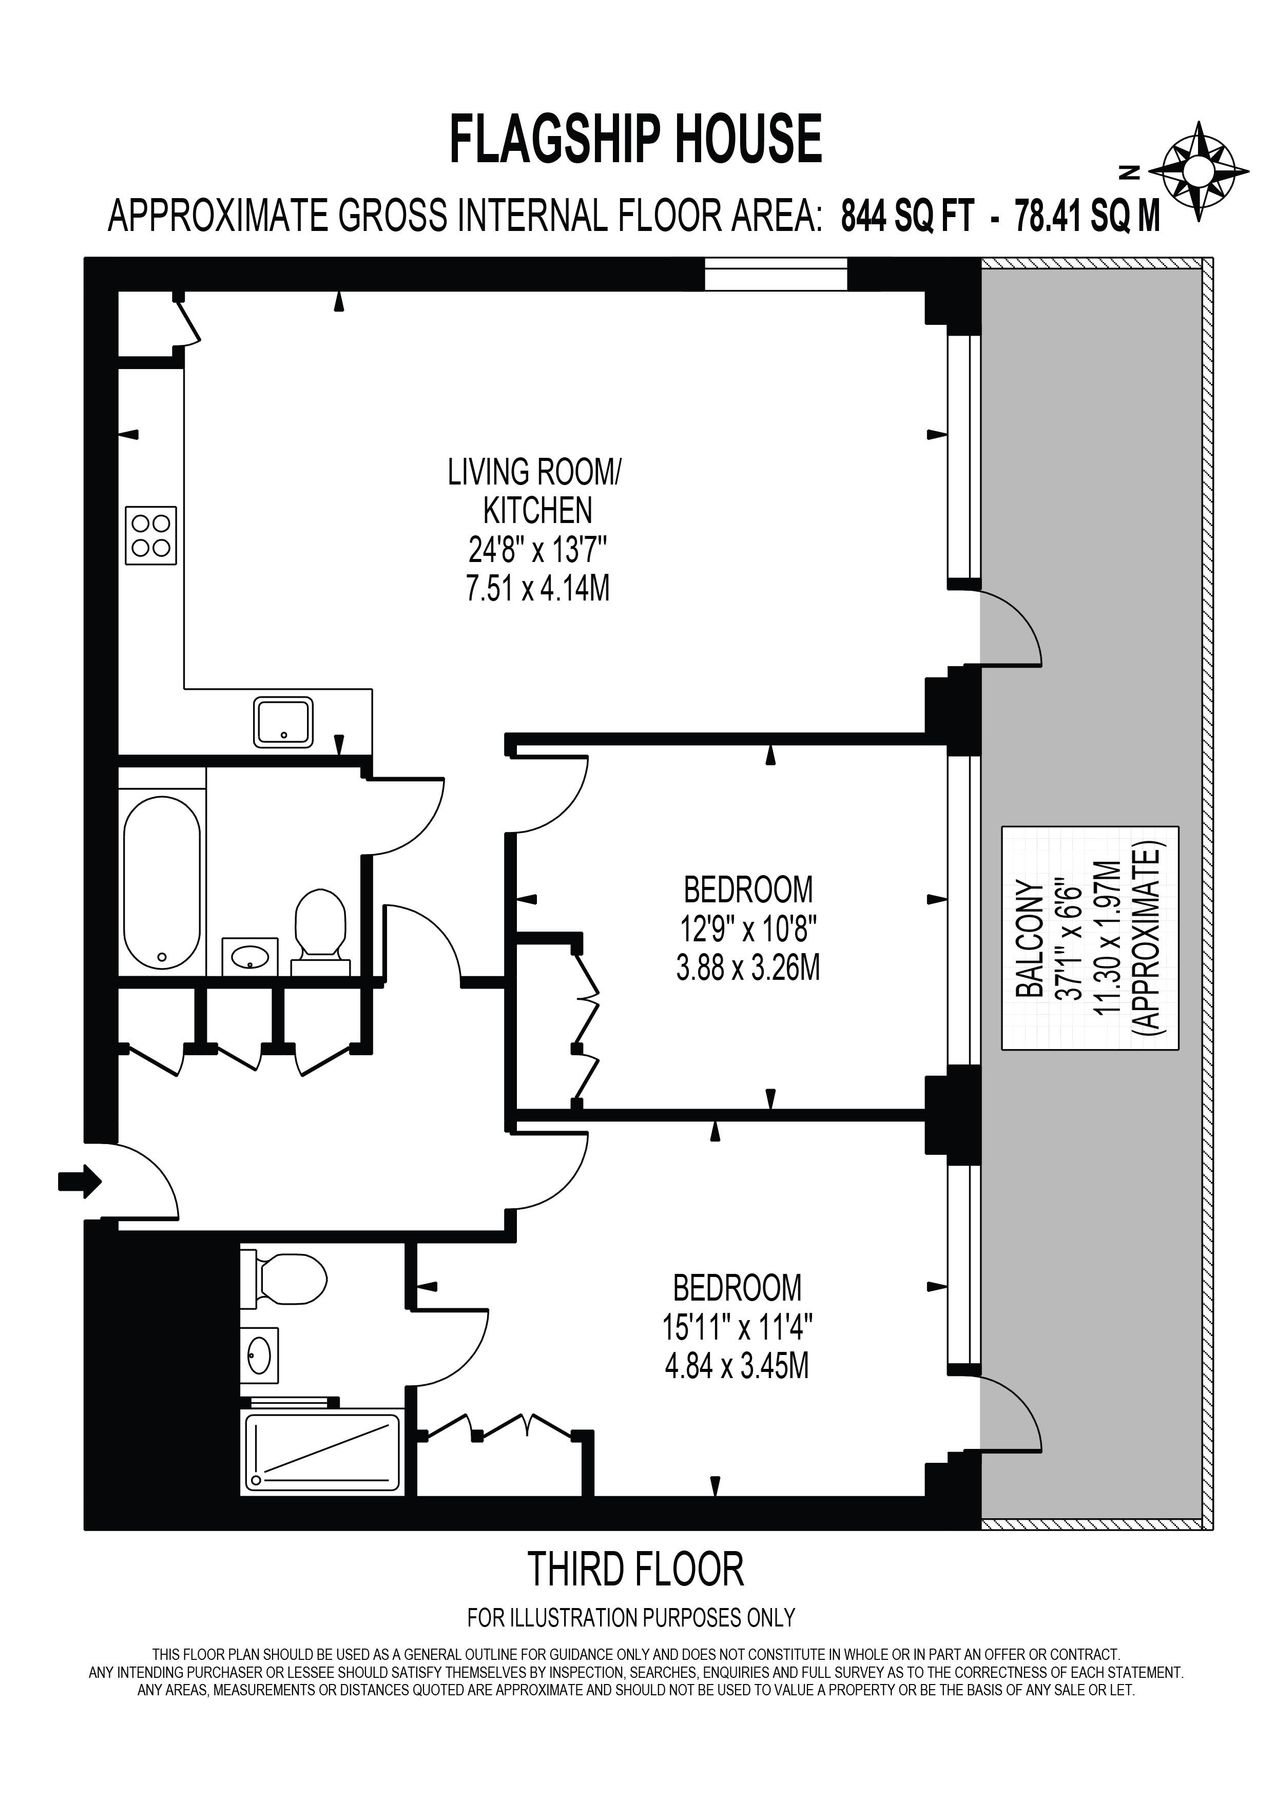 FLAGSHIP HOUSE
N
APPROXIMATE GROSS INTERNAL FLOOR AREA: 844 SQ FT - 78.41 SQ M
LIVING ROOM/
KITCHEN
24'8" x 13'7"
7.51 x 4.14M
BEDROOM
12'9" x 10'8"
3.88 x 3.26M
BALCONY
37'1" x 6'6"
11.30 x 1.97M
(APPROXIMATE)
BEDROOM
15'11" x 11'4"
4.84 x 3.45M
THIRD FLOOR
FOR ILLUSTRATION PURPOSES ONLY
THIS FLOOR PLAN SHOULD BE USED AS A GENERAL OUTLINE FOR GUIDANCE ONLY AND DOES NOT CONSTITUTE IN WHOLE OR IN PART AN OFFER OR CONTRACT.
ANY INTENDING PURCHASER OR LESSEE SHOULD SATISFY THEMSELVES BY INSPECTION, SEARCHES, ENQUIRIES AND FULL SURVEY AS TO THE CORRECTNESS OF EACH STATEMENT.
ANY AREAS, MEASUREMENTS OR DISTANCES QUOTED ARE APPROXIMATE AND SHOULD NOT BE USED TO VALUE A PROPERTY OR BE THE BASIS OF ANY SALE OR LET.